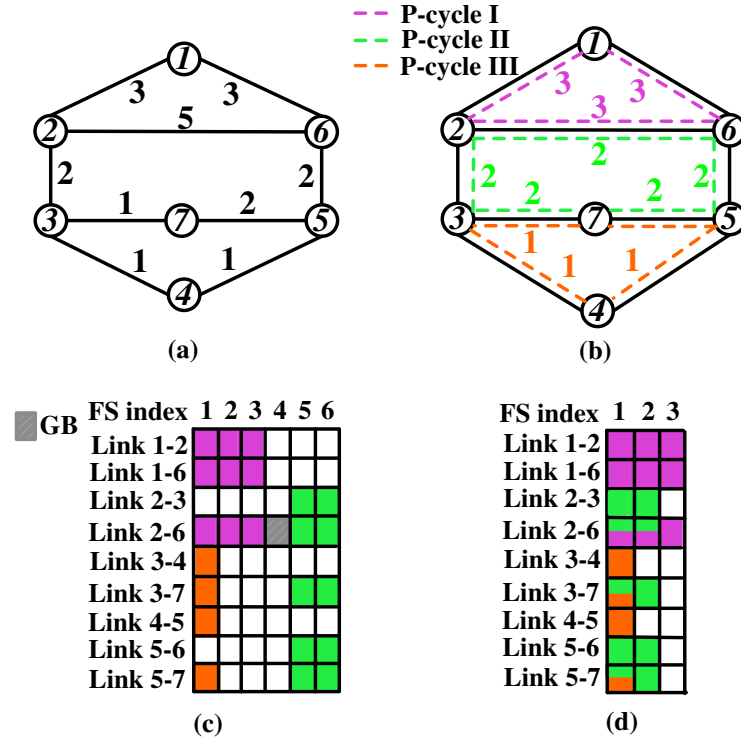 P-cycle I
P-cycle II
P-cycle III
1
3 3
2 5 6
2 2
3 1 7 2 5
1 1
4
(a)
1
3 3
3
2 6
2
2 2
2 2
3 7 5
1
1 1
4
(b)
GB
FS index 1 2 3 4 5 6
Link 1-2
Link 1-6
Link 2-3
Link 2-6
Link 3-4
Link 3-7
Link 4-5
Link 5-6
Link 5-7
(c)
FS index 1 2 3
Link 1-2
Link 1-6
Link 2-3
Link 2-6
Link 3-4
Link 3-7
Link 4-5
Link 5-6
Link 5-7
(d)